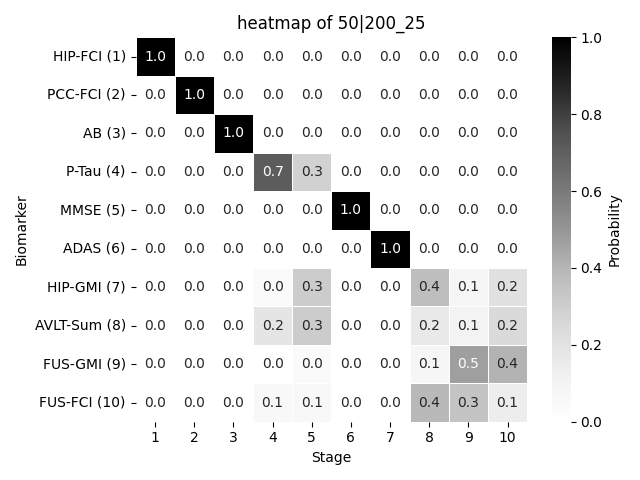 heatmap of 50|200_25
HIP-FCI (1) 1.0 0.0 0.0 0.0 0.0 0.0 0.0 0.0 0.0 0.0
PCC-FCI (2) 0.0 1.0 0.0 0.0 0.0 0.0 0.0 0.0 0.0 0.0
AB (3) 0.0 0.0 1.0 0.0 0.0 0.0 0.0 0.0 0.0 0.0
P-Tau (4) 0.0 0.0 0.0 0.7 0.3 0.0 0.0 0.0 0.0 0.0
MMSE (5) 0.0 0.0 0.0 0.0 0.0 1.0 0.0 0.0 0.0 0.0
ADAS (6) 0.0 0.0 0.0 0.0 0.0 0.0 1.0 0.0 0.0 0.0
HIP-GMI (7) 0.0 0.0 0.0 0.0 0.3 0.0 0.0 0.4 0.1 0.2
AVLT-Sum (8) 0.0 0.0 0.0 0.2 0.3 0.0 0.0 0.2 0.1 0.2
FUS-GMI (9) 0.0 0.0 0.0 0.0 0.0 0.0 0.0 0.1 0.5 0.4
FUS-FCI (10) 0.0 0.0 0.0 0.1 0.1 0.0 0.0 0.4 0.3 0.1
1 2 3 4 5 6 7 8 9 10
Stage
Biomarker
1.0
0.8
0.6
0.4
0.2
0.0
Probability